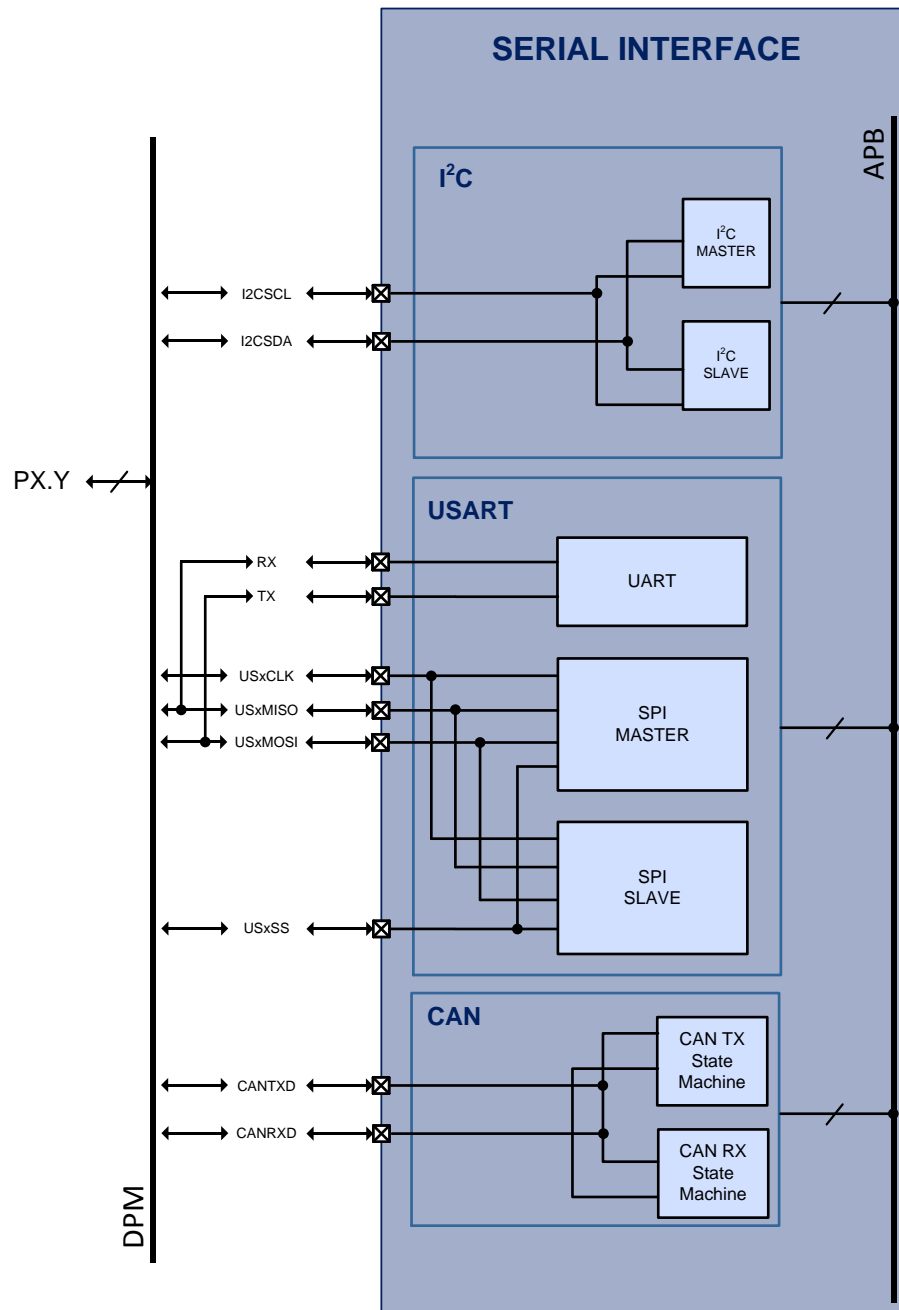 SERIAL INTERFACE
APB
I²C
I²C
MASTER
I2CSCL
I2CSDA
I²C
SLAVE
PX.Y
USART
RX
UART
TX
USxCLK
USxMISO
SPI
MASTER
USxMOSI
SPI
SLAVE
USxSS
CAN
CAN TX
State
Machine
CANTXD
CANRXD
CAN RX
State
Machine
DPM